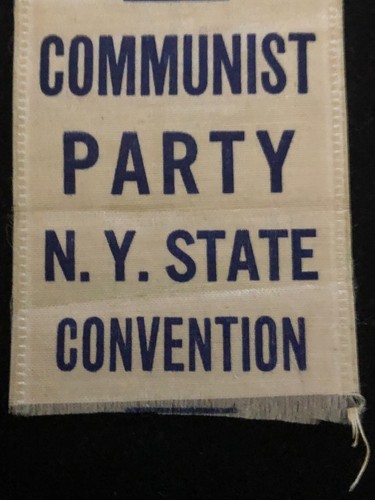 COMMUNIST
PARTY
N. Y. STATE
CONVENTION